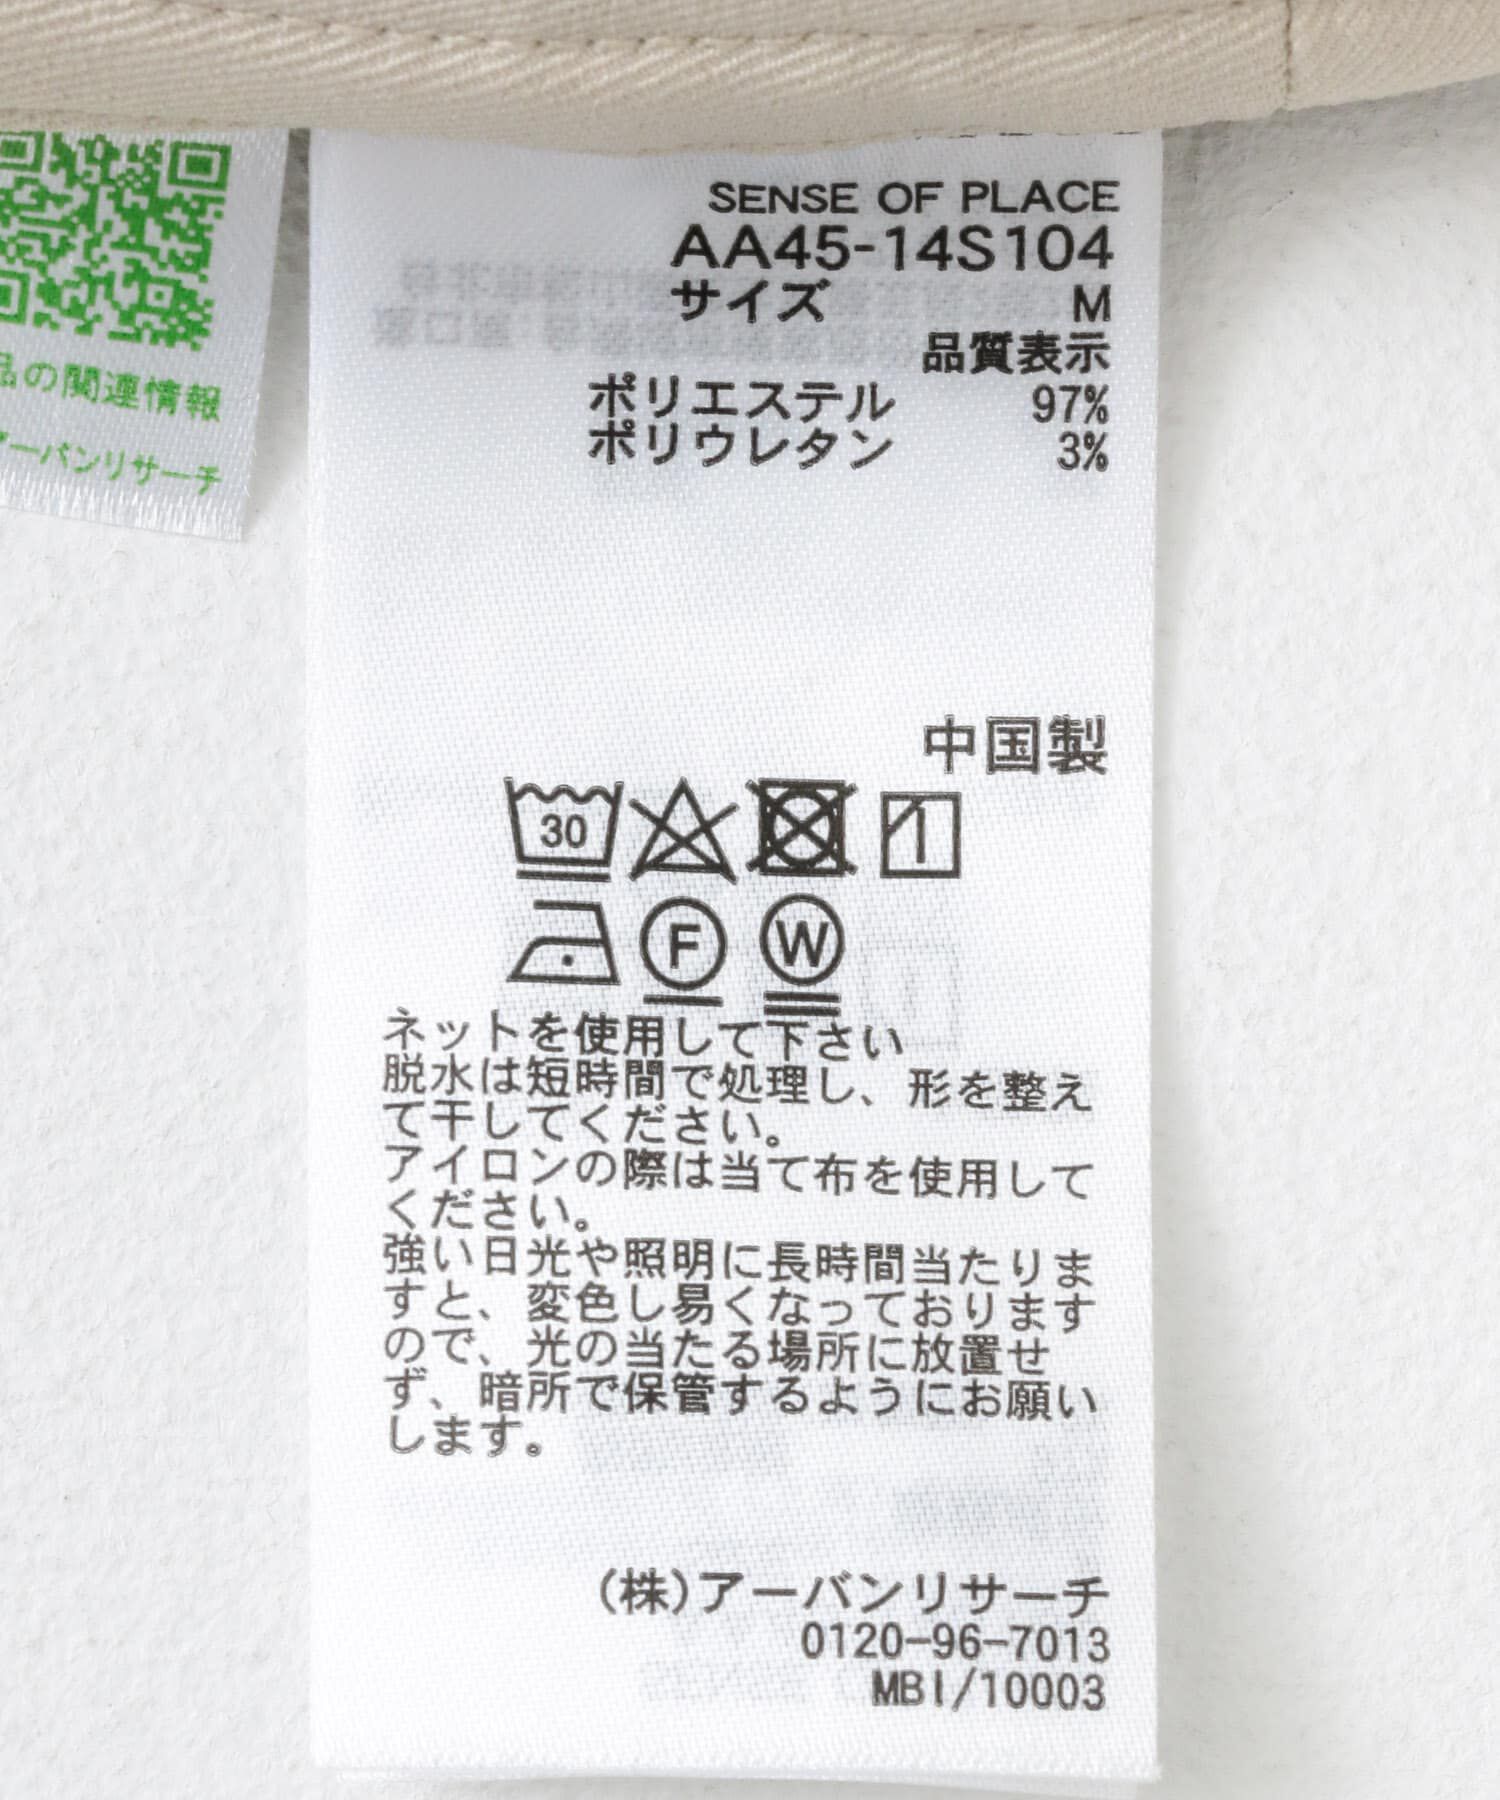 SENSE OF PLACE
AA45-14S104
サイズ M
品質表示
ポリエステル 97%
ポリウレタン 3%
中国製
30
F W
ネットを使用して下さい
脱水は短時間で処理し、形を整え
て干してください。
アイロンの際は当て布を使用して
ください。
強い日光や照明に長時間当たりま
すと、変色し易くなっております
ので、光の当たる場所に放置せ
ず、暗所で保管するようにお願い
します。
(株)アーバンリサーチ
0120-96-7013
MBI/10003
品の関連情報
アーバンリサーチ